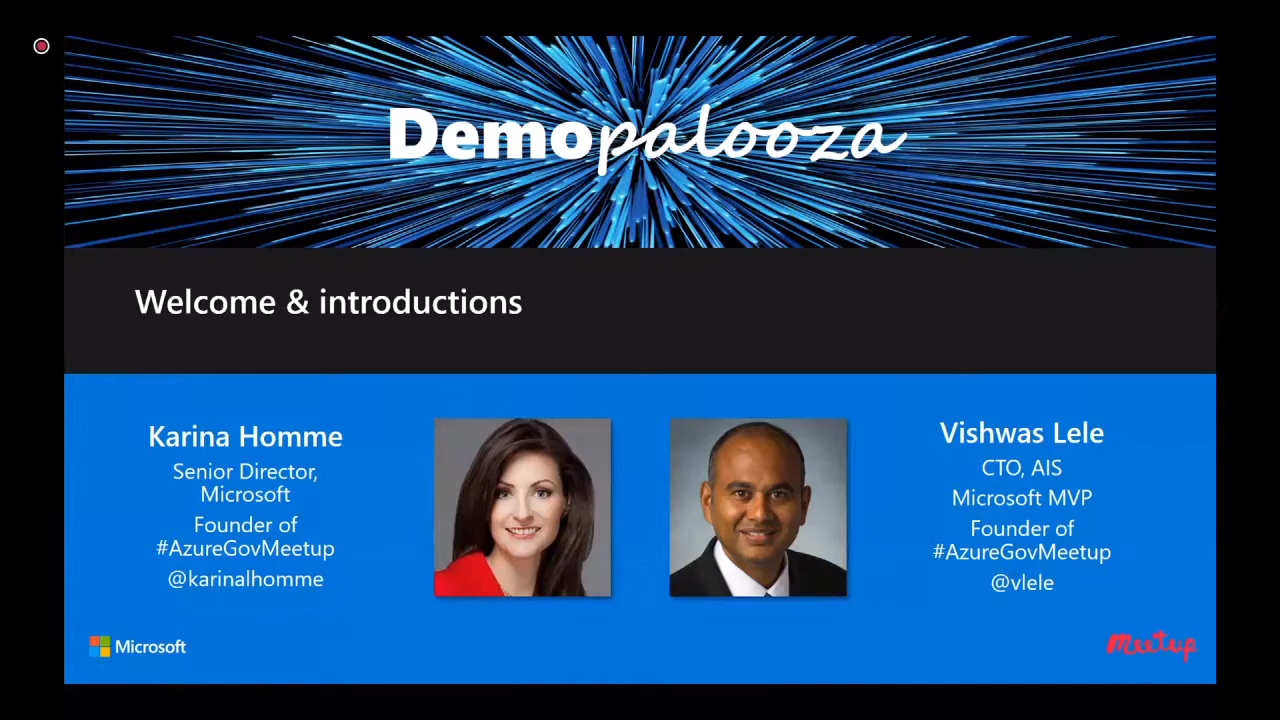 Demopalooza
Welcome & introductions
Karina Homme
Senior Director,
Microsoft
Founder of
#AzureGovMeetup
@karinalhomme
Vishwas Lele
CTO, AIS
Microsoft MVP
Founder of
#AzureGovMeetup
@vlele
Microsoft
meetup